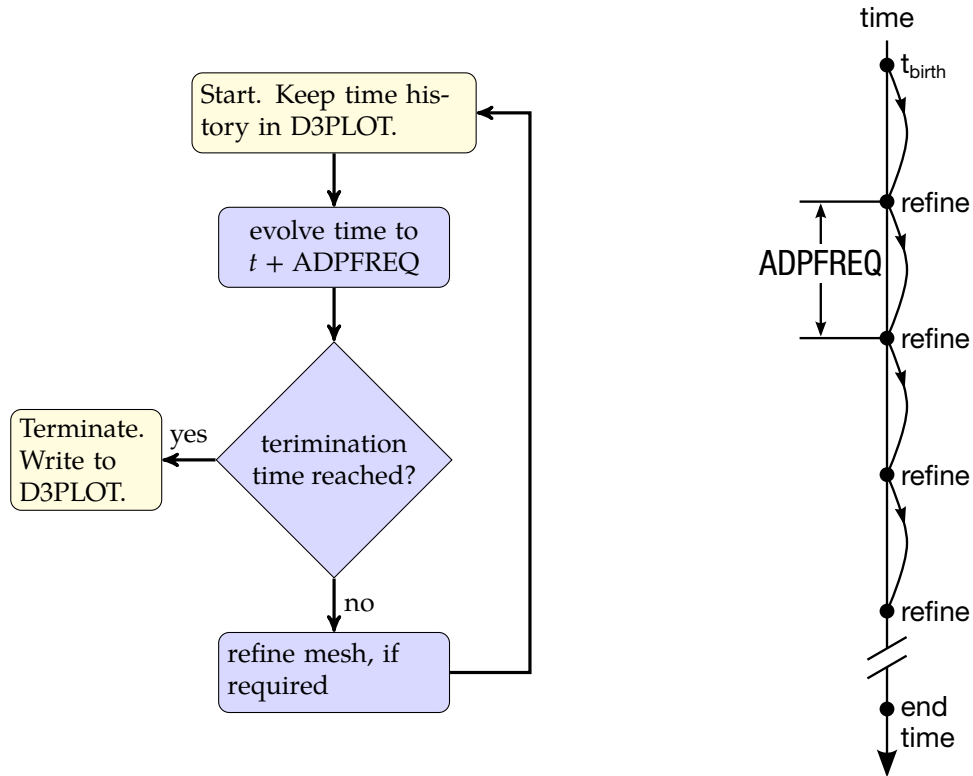 Start. Keep time his-
tory in D3PLOT.
evolve time to
t + ADPFREQ
terimination
time reached?
yes
Terminate.
Write to
D3PLOT.
no
refine mesh, if
required
time
t_birth
refine
ADPFREQ
refine
refine
refine
end
time